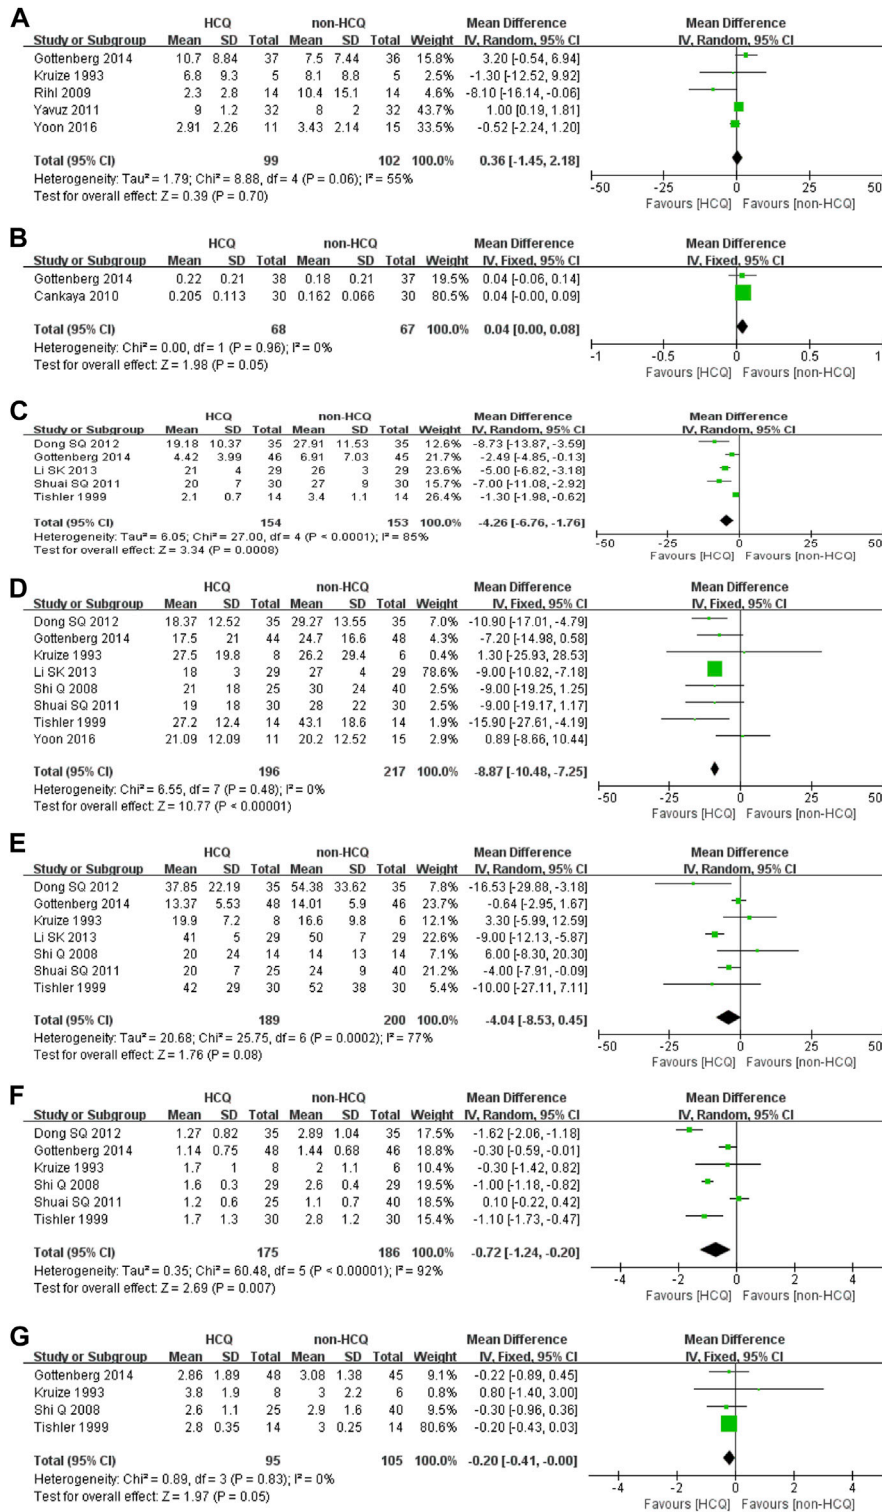 A
HCQ non-HCQ Mean Difference Mean Difference
Study or Subgroup Mean SD Total Mean SD Total Weight IV, Random, 95% CI IV, Random, 95% CI
Gottenberg 2014 10.7 8.84 37 7.5 7.44 36 15.8% 3.20 [-0.54, 6.94]
Kruize 1993 6.8 9.3 5 8.1 8.8 5 2.5% -1.30 [-12.52, 9.92]
Rihl 2009 2.3 2.8 14 10.4 15.1 14 4.4% -8.10 [-16.14, -0.06]
Yavuz 2011 9 1.2 32 8 2 32 43.7% 1.00 [0.19, 1.81]
Yoon 2016 2.91 2.26 11 3.43 2.14 15 33.5% -0.52 [-2.24, 1.20]
Total (95% CI) 99 102 100.0% 0.36 [-1.45, 2.18]
Heterogeneity: Tau² = 1.79; Chi² = 8.88, df = 4 (P = 0.06); I² = 55%
Test for overall effect: Z = 0.39 (P = 0.70)
-50 -25 0 25 50
Favours [HCQ] Favours [non-HCQ]
B
HCQ non-HCQ Mean Difference Mean Difference
Study or Subgroup Mean SD Total Mean SD Total Weight IV, Fixed, 95% CI IV, Fixed, 95% CI
Gottenberg 2014 0.22 0.21 38 0.18 0.21 37 19.5% 0.04 [-0.06, 0.14]
Cankaya 2010 0.205 0.113 30 0.162 0.066 30 80.5% 0.04 [-0.00, 0.09]
Total (95% CI) 68 67 100.0% 0.04 [0.00, 0.08]
Heterogeneity: Chi² = 0.00, df = 1 (P = 0.96); I² = 0%
Test for overall effect: Z = 1.98 (P = 0.05)
-1 -0.5 0 0.5 1
Favours [HCQ] Favours [non-HCQ]
C
HCQ non-HCQ Mean Difference Mean Difference
Study or Subgroup Mean SD Total Mean SD Total Weight IV, Random, 95% CI IV, Random, 95% CI
Dong SQ 2012 19.18 10.37 35 27.91 11.53 35 12.6% -8.73 [-13.87, -3.59]
Gottenberg 2014 4.42 3.99 46 6.91 7.03 45 21.7% -2.49 [-4.85, -0.13]
Li SK 2013 21 4 29 26 3 29 23.6% -5.00 [-6.82, -3.18]
Shuai SQ 2011 20 7 30 27 9 30 15.7% -7.00 [-11.08, -2.92]
Tishler 1999 2.1 0.7 14 3.4 1.1 14 26.4% -1.30 [-1.98, -0.62]
Total (95% CI) 154 153 100.0% -4.26 [-6.76, -1.76]
Heterogeneity: Tau² = 6.05; Chi² = 27.00, df = 4 (P < 0.0001); I² = 85%
Test for overall effect: Z = 3.34 (P = 0.0008)
-50 -25 0 25 50
Favours [HCQ] Favours [non-HCQ]
D
HCQ non-HCQ Mean Difference Mean Difference
Study or Subgroup Mean SD Total Mean SD Total Weight IV, Fixed, 95% CI IV, Fixed, 95% CI
Dong SQ 2012 18.37 12.52 35 29.27 13.55 35 7.0% -10.90 [-17.01, -4.79]
Gottenberg 2014 17.5 21 44 24.7 16.6 48 4.3% -7.20 [-14.98, 0.58]
Kruize 1993 27.5 19.8 8 26.2 29.4 6 0.4% 1.30 [-25.93, 28.53]
Li SK 2013 18 3 29 27 4 29 78.6% -9.00 [-10.82, -7.18]
Shi Q 2008 21 18 25 30 24 40 2.5% -9.00 [-19.25, 1.25]
Shuai SQ 2011 19 18 30 28 22 30 2.5% -9.00 [-19.17, 1.17]
Tishler 1999 27.2 12.4 14 43.1 18.6 14 1.9% -15.90 [-27.61, -4.19]
Yoon 2016 21.09 12.09 11 20.2 12.52 15 2.9% 0.89 [-8.66, 10.44]
Total (95% CI) 196 217 100.0% -8.87 [-10.48, -7.25]
Heterogeneity: Chi² = 6.55, df = 7 (P = 0.48); I² = 0%
Test for overall effect: Z = 10.77 (P < 0.00001)
-50 -25 0 25 50
Favours [HCQ] Favours [non-HCQ]
E
HCQ non-HCQ Mean Difference Mean Difference
Study or Subgroup Mean SD Total Mean SD Total Weight IV, Random, 95% CI IV, Random, 95% CI
Dong SQ 2012 37.85 22.19 35 54.38 33.62 35 7.8% -16.53 [-29.88, -3.18]
Gottenberg 2014 13.37 5.53 48 14.01 5.9 46 23.7% -0.64 [-2.95, 1.67]
Kruize 1993 19.9 7.2 8 16.6 9.8 6 12.2% 3.30 [-5.99, 12.59]
Li SK 2013 41 5 29 50 7 29 22.6% -9.00 [-12.13, -5.87]
Shi Q 2008 20 24 14 14 13 14 7.1% 6.00 [-8.30, 20.30]
Shuai SQ 2011 20 7 25 24 9 40 21.2% -4.00 [-7.91, -0.09]
Tishler 1999 42 29 30 52 38 30 5.4% -10.00 [-27.11, 7.11]
Total (95% CI) 189 200 100.0% -4.04 [-8.53, 0.45]
Heterogeneity: Tau² = 20.68; Chi² = 25.75, df = 6 (P = 0.0002); I² = 77%
Test for overall effect: Z = 1.76 (P = 0.08)
-50 -25 0 25 50
Favours [HCQ] Favours [non-HCQ]
F
HCQ non-HCQ Mean Difference Mean Difference
Study or Subgroup Mean SD Total Mean SD Total Weight IV, Random, 95% CI IV, Random, 95% CI
Dong SQ 2012 1.27 0.82 35 2.89 1.04 35 17.5% -1.62 [-2.06, -1.18]
Gottenberg 2014 1.14 0.75 48 1.44 0.68 46 18.8% -0.30 [-0.59, -0.01]
Kruize 1993 1.7 1 8 2 1.1 6 10.4% -0.30 [-1.42, 0.82]
Shi Q 2008 1.6 0.3 29 2.6 0.4 29 19.5% -1.00 [-1.18, -0.82]
Shuai SQ 2011 1.2 0.6 25 1.1 0.7 40 18.5% 0.10 [-0.22, 0.42]
Tishler 1999 1.7 1.3 30 2.8 1.2 30 15.4% -1.10 [-1.73, -0.47]
Total (95% CI) 175 186 100.0% -0.72 [-1.24, -0.20]
Heterogeneity: Tau² = 0.35; Chi² = 60.48, df = 5 (P < 0.00001); I² = 92%
Test for overall effect: Z = 2.69 (P = 0.007)
-4 -2 0 2 4
Favours [HCQ] Favours [non-HCQ]
G
HCQ non-HCQ Mean Difference Mean Difference
Study or Subgroup Mean SD Total Mean SD Total Weight IV, Fixed, 95% CI IV, Fixed, 95% CI
Gottenberg 2014 2.86 1.89 48 3.08 1.38 45 9.1% -0.22 [-0.89, 0.45]
Kruize 1993 3.8 1.9 8 3 2.2 6 0.9% 0.80 [-1.40, 3.00]
Shi Q 2008 2.6 1.1 25 2.9 1.6 40 9.5% -0.30 [-0.96, 0.36]
Tishler 1999 2.8 0.35 14 3 0.25 14 80.6% -0.20 [-0.43, 0.03]
Total (95% CI) 95 105 100.0% -0.20 [-0.41, -0.00]
Heterogeneity: Chi² = 0.89, df = 3 (P = 0.83); I² = 0%
Test for overall effect: Z = 1.97 (P = 0.05)
-4 -2 0 2 4
Favours [HCQ] Favours [non-HCQ]